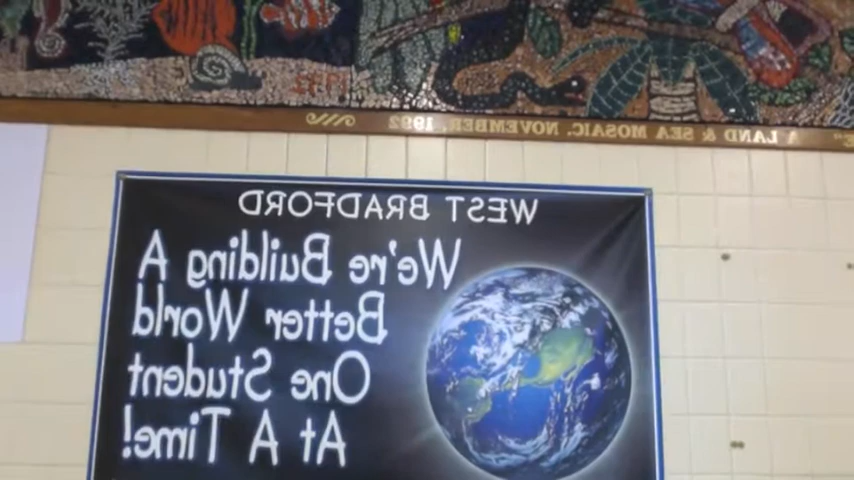 1992
A LAND & SEA MOSAIC, NOVEMBER, 1992
WEST BRADFORD
We're Building A
Better World
One Student
At A Time!